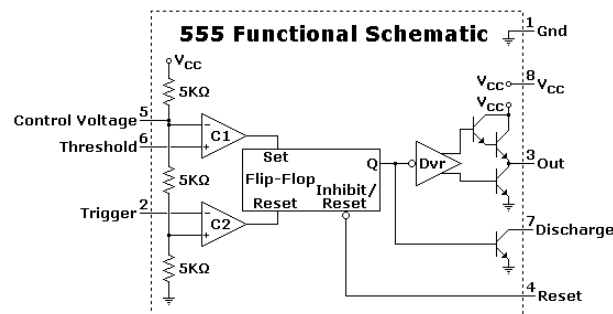 555 Functional Schematic
1 Gnd
VCC
8
VCC VCC
5KΩ
VCC
5
Control Voltage
6
Threshold
− + C1
Set
Q
Dvr
3 Out
5KΩ
Flip-Flop
Inhibit/
Reset
Reset
2
Trigger
− + C2
7
Discharge
5KΩ
4
Reset